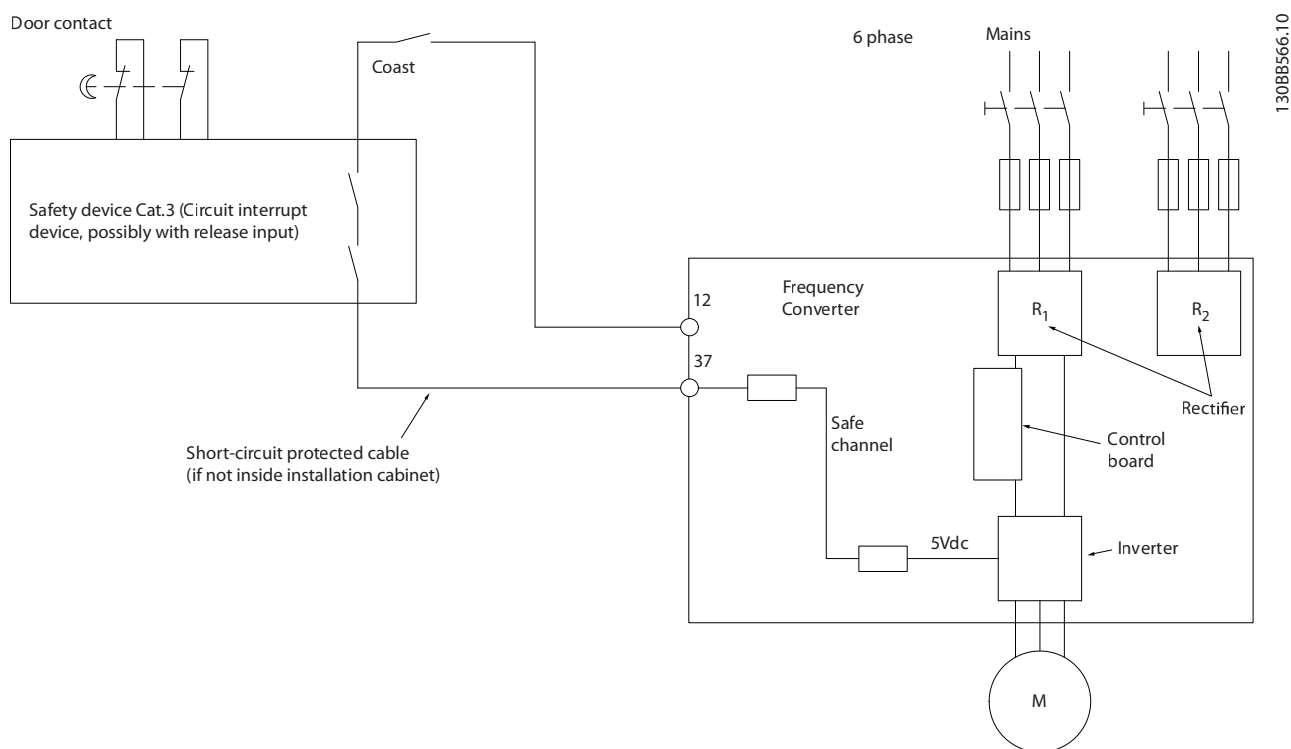 Door contact
Coast
6 phase
Mains
130BB566.10
Safety device Cat.3 (Circuit interrupt
device, possibly with release input)
12
Frequency
Converter
R1
R2
37
Rectifier
Safe
channel
Control
board
Short-circuit protected cable
(if not inside installation cabinet)
5Vdc
Inverter
M